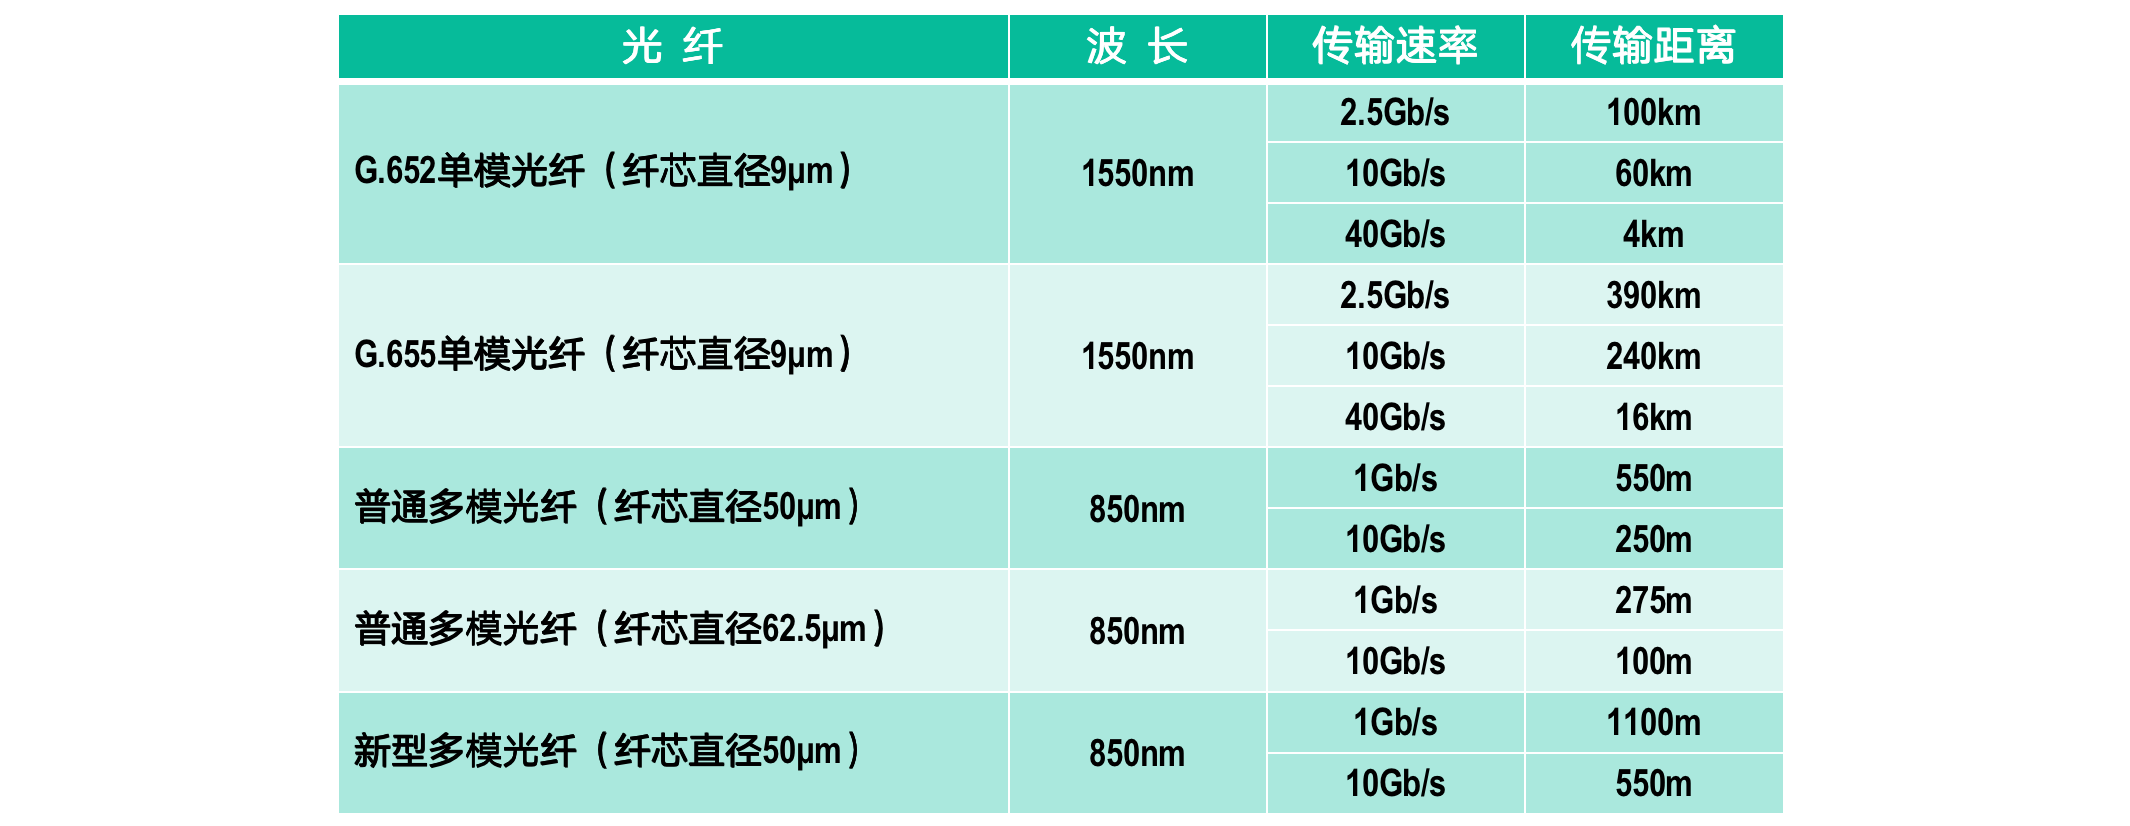 光 纤 波 长 传输速率 传输距离
G.652单模光纤（纤芯直径9μm） 1550nm 2.5Gb/s 100km
10Gb/s 60km
40Gb/s 4km
G.655单模光纤（纤芯直径9μm） 1550nm 2.5Gb/s 390km
10Gb/s 240km
40Gb/s 16km
普通多模光纤（纤芯直径50μm） 850nm 1Gb/s 550m
10Gb/s 250m
普通多模光纤（纤芯直径62.5μm） 850nm 1Gb/s 275m
10Gb/s 100m
新型多模光纤（纤芯直径50μm） 850nm 1Gb/s 1100m
10Gb/s 550m